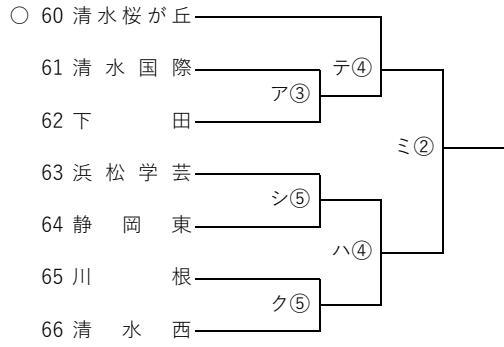 ○ 60 清水桜が丘
テ④
61 清水国際
ア③
62 下田
ミ②
63 浜松学芸
シ⑤
64 静岡東
ハ④
65 川根
ク⑤
66 清水西